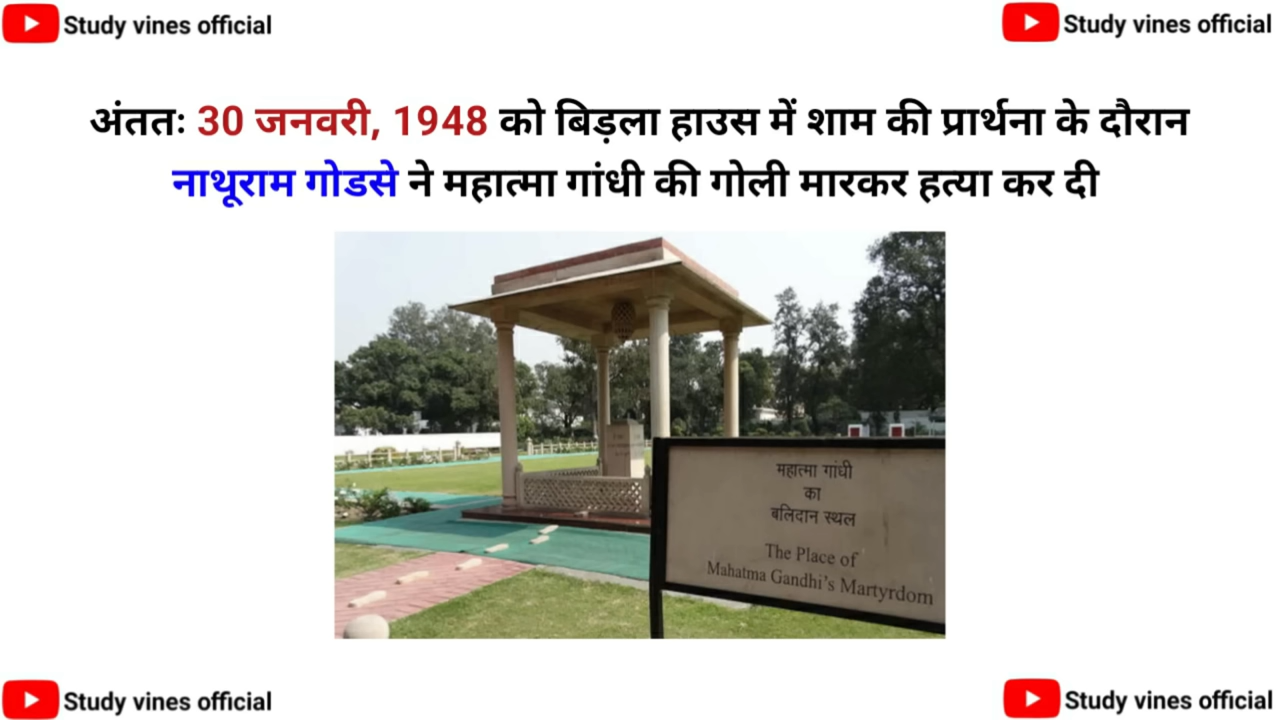 Study vines official
Study vines official
अंततः 30 जनवरी, 1948 को बिड़ला हाउस में शाम की प्रार्थना के दौरान
नाथूराम गोडसे ने महात्मा गांधी की गोली मारकर हत्या कर दी
महात्मा गांधी
का
बलिदान स्थल
The Place of
Mahatma Gandhi's Martyrdom
Study vines official
Study vines official